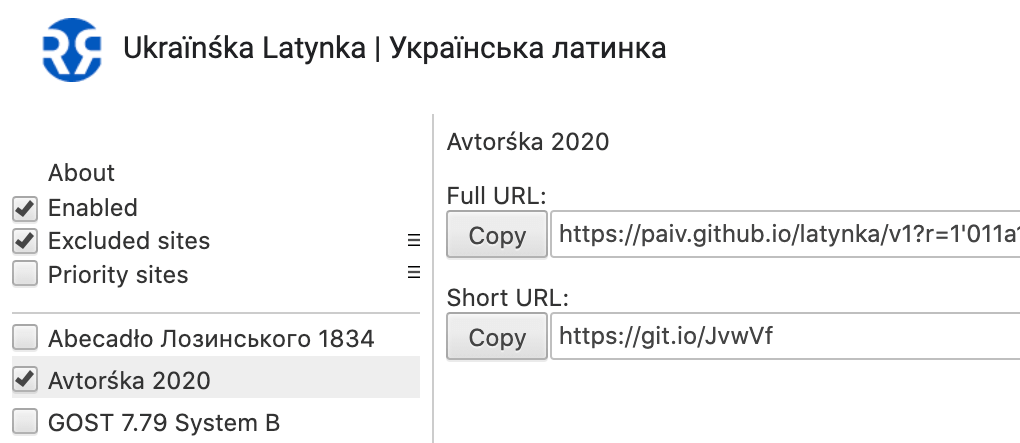 Ukraïnśka Latynka | Українська латинка
About
Enabled
Excluded sites
Priority sites
Abecadło Лозинського 1834
Avtorśka 2020
GOST 7.79 System B
Avtorśka 2020
Full URL:
Copy https://paiv.github.io/latynka/v1?r=1'011a1
Short URL:
Copy https://git.io/JvwVf